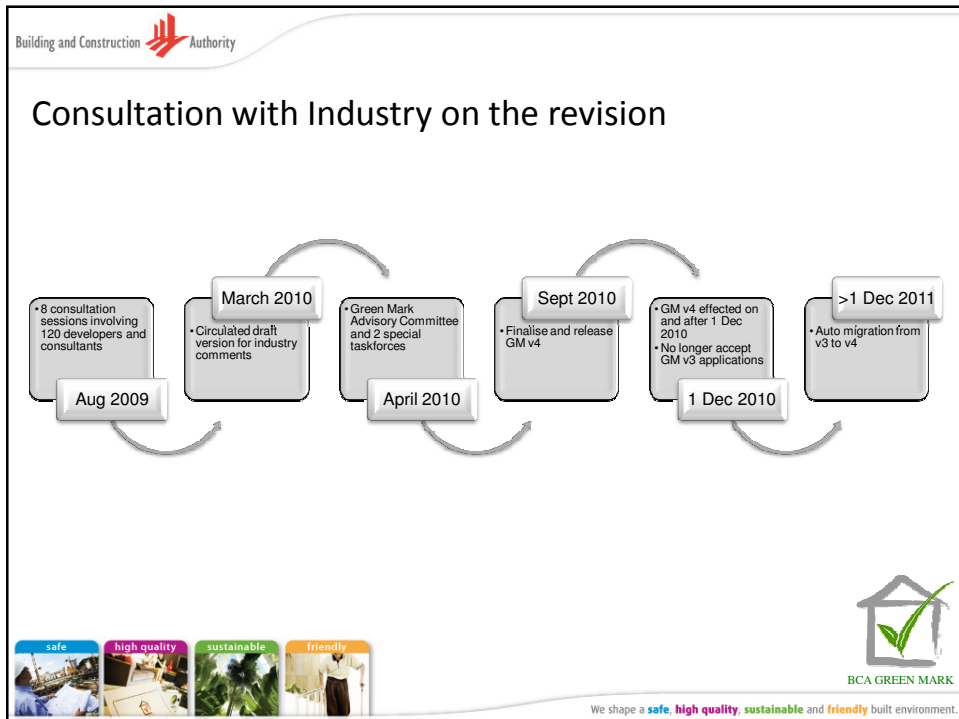 Building and Construction Authority
Consultation with Industry on the revision
• 8 consultation
sessions involving
120 developers and
consultants
Aug 2009
March 2010
• Circulated draft
version for industry
comments
• Green Mark
Advisory Committee
and 2 special
taskforces
April 2010
Sept 2010
• Finalise and release
GM v4
• GM v4 effected on
and after 1 Dec
2010
• No longer accept
GM v3 applications
1 Dec 2010
>1 Dec 2011
• Auto migration from
v3 to v4
safe
high quality
sustainable
friendly
BCA GREEN MARK
We shape a safe, high quality, sustainable and friendly built environment.